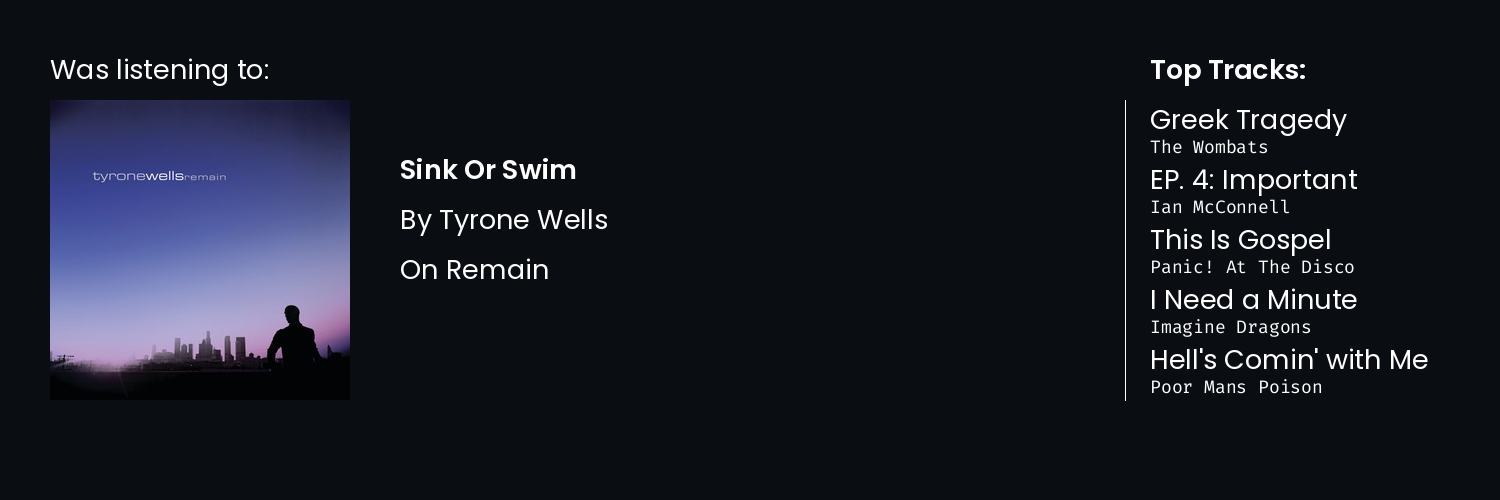 Was listening to:
tyronewellsremain
Sink Or Swim
By Tyrone Wells
On Remain
Top Tracks:
Greek Tragedy
The Wombats
EP. 4: Important
Ian McConnell
This Is Gospel
Panic! At The Disco
I Need a Minute
Imagine Dragons
Hell's Comin' with Me
Poor Mans Poison